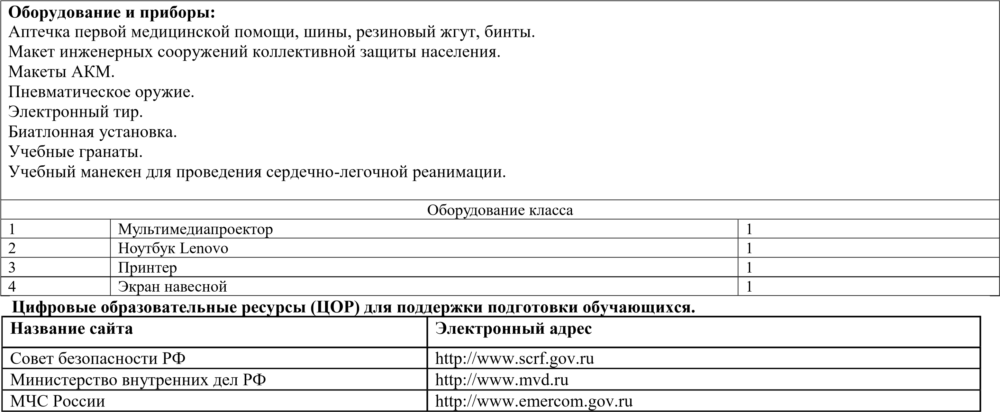 Оборудование и приборы:
Аптечка первой медицинской помощи, шины, резиновый жгут, бинты.
Макет инженерных сооружений коллективной защиты населения.
Макеты АКМ.
Пневматическое оружие.
Электронный тир.
Биатлонная установка.
Учебные гранаты.
Учебный манекен для проведения сердечно-легочной реанимации.
Оборудование класса
1 Мультимедиапроектор 1
2 Ноутбук Lenovo 1
3 Принтер 1
4 Экран навесной 1
Цифровые образовательные ресурсы (ЦОР) для поддержки подготовки обучающихся.
Название сайта Электронный адрес
Совет безопасности РФ http://www.scrf.gov.ru
Министерство внутренних дел РФ http://www.mvd.ru
МЧС России http://www.emercom.gov.ru